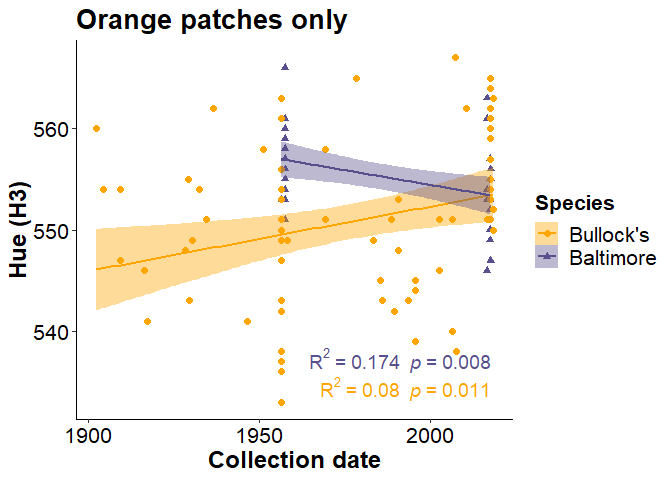 Orange patches only
560
550
540
Hue (H3)
1900
1950
2000
Collection date
R² = 0.174 p = 0.008
R² = 0.08 p = 0.011
Species
Bullock's
Baltimore